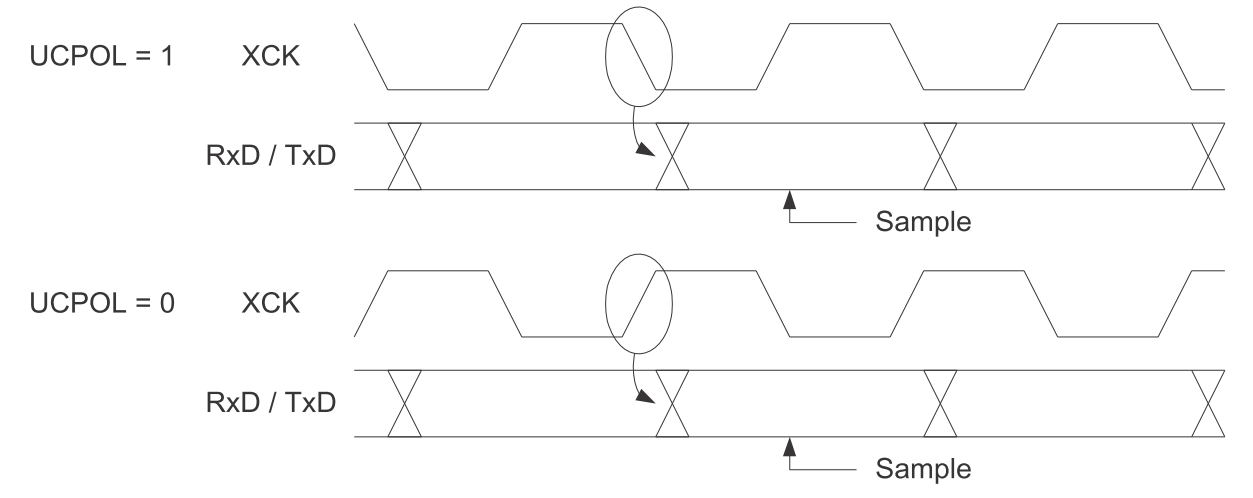 UCPOL = 1 XCK
RxD / TxD
Sample
UCPOL = 0 XCK
RxD / TxD
Sample